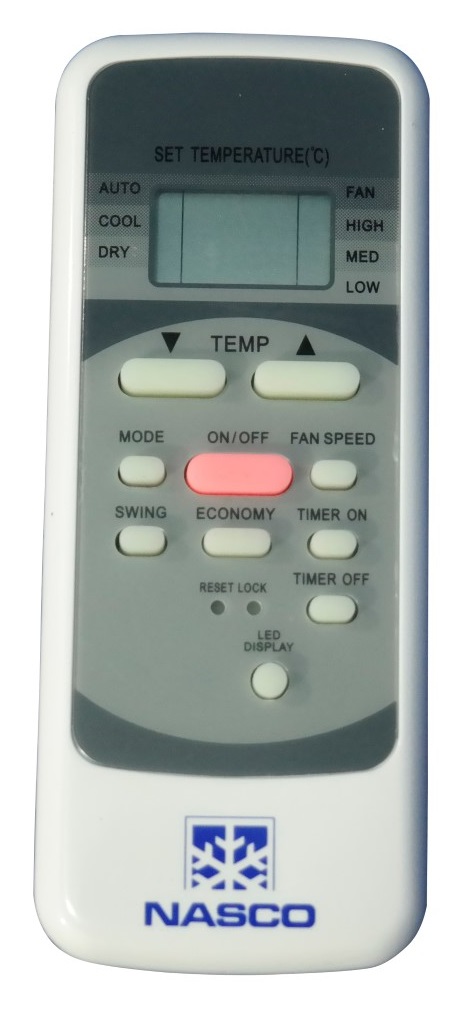 SET TEMPERATURE(℃)
AUTO FAN
COOL HIGH
DRY MED
LOW
▼ TEMP ▲
MODE ON/OFF FAN SPEED
SWING ECONOMY TIMER ON
RESET LOCK TIMER OFF
LED
DISPLAY
NASCO